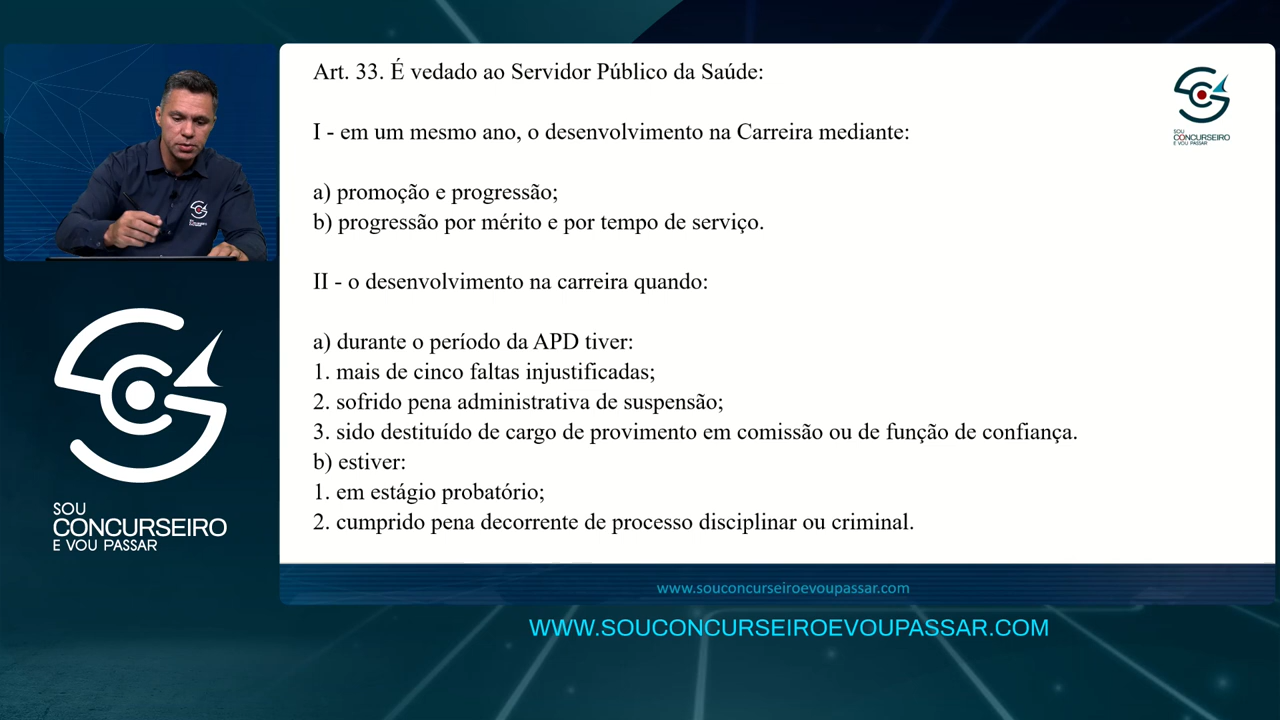 Art. 33. É vedado ao Servidor Público da Saúde:
I - em um mesmo ano, o desenvolvimento na Carreira mediante:
a) promoção e progressão;
b) progressão por mérito e por tempo de serviço.
II - o desenvolvimento na carreira quando:
a) durante o período da APD tiver:
1. mais de cinco faltas injustificadas;
2. sofrido pena administrativa de suspensão;
3. sido destituído de cargo de provimento em comissão ou de função de confiança.
b) estiver:
1. em estágio probatório;
2. cumprido pena decorrente de processo disciplinar ou criminal.
SOU
CONCURSEIRO
E VOU PASSAR
SOU
CONCURSEIRO
E VOU PASSAR
www.souconcurseiroevoupassar.com
WWW.SOUCONCURSEIROEVOUPASSAR.COM